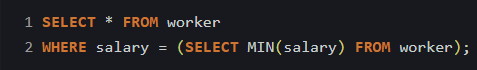 1 SELECT * FROM worker
2 WHERE salary = (SELECT MIN(salary) FROM worker);